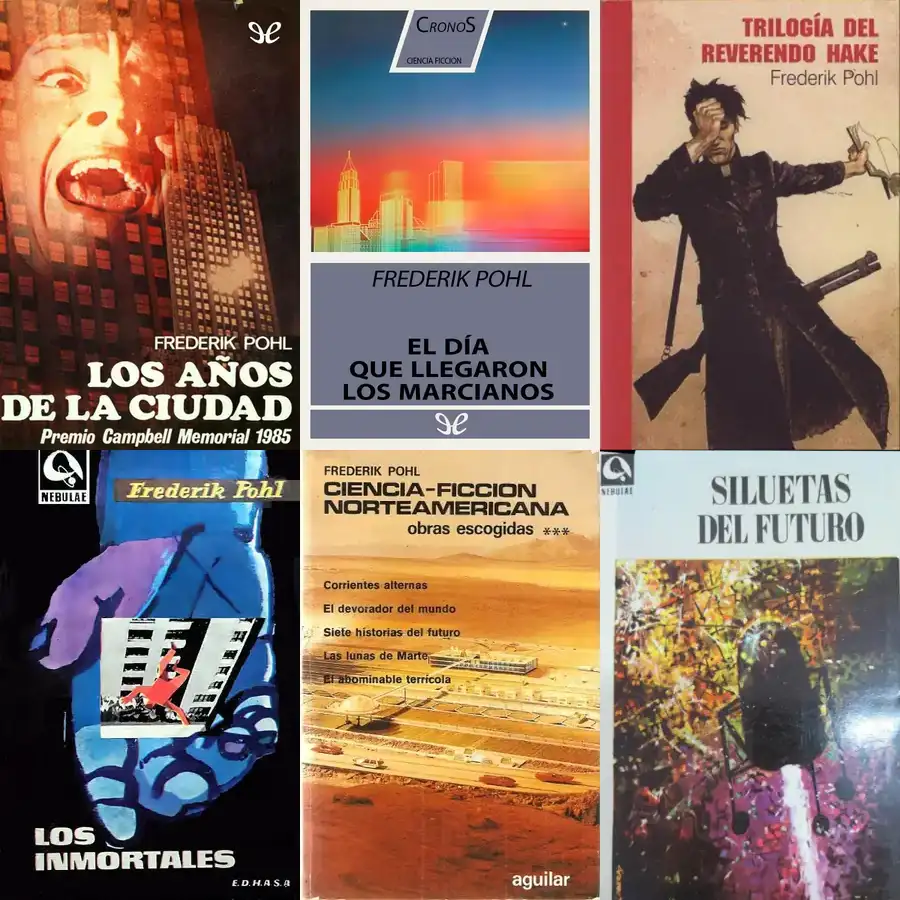 FREDERIK POHL
LOS AÑOS
DE LA CIUDAD
Premio Campbell Memorial 1985
CRONOS
CIENCIA FICCIÓN
FREDERIK POHL
EL DÍA
QUE LLEGARON
LOS MARCIANOS
TRILOGÍA DEL
REVERENDO HAKE
Frederik Pohl
NEBULAE
Frederik Pohl
LOS
INMORTALES
E.D.H.A.S.A
FREDERIK POHL
CIENCIA-FICCION
NORTEAMERICANA
obras escogidas ***
Corrientes alternas
El devorador del mundo
Siete historias del futuro
Las lunas de Marte
El abominable terrícola
aguilar
NEBULAE
SILUETAS
DEL FUTURO